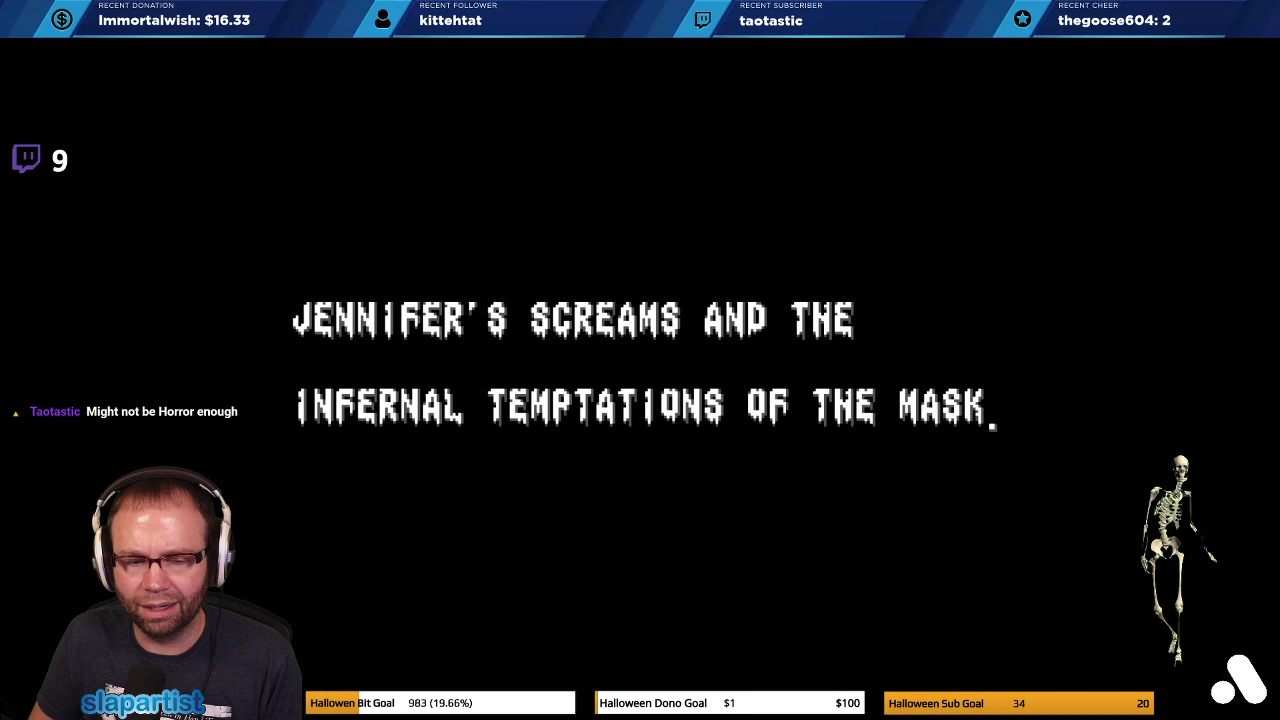 RECENT DONATION
Immortalwish: $16.33
RECENT FOLLOWER
kittehtat
RECENT SUBSCRIBER
taotastic
RECENT CHEER
thegoose604: 2
9
JENNIFER'S SCREAMS AND THE
INFERNAL TEMPTATIONS OF THE MASK.
Taotastic Might not be Horror enough
slapartist
Halloween Bit Goal 983 (19.66%)
Halloween Dono Goal $1 $100
Halloween Sub Goal 34 20